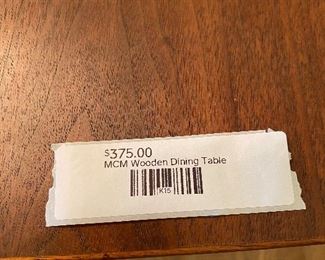 $375.00
MCM Wooden Dining Table
K15